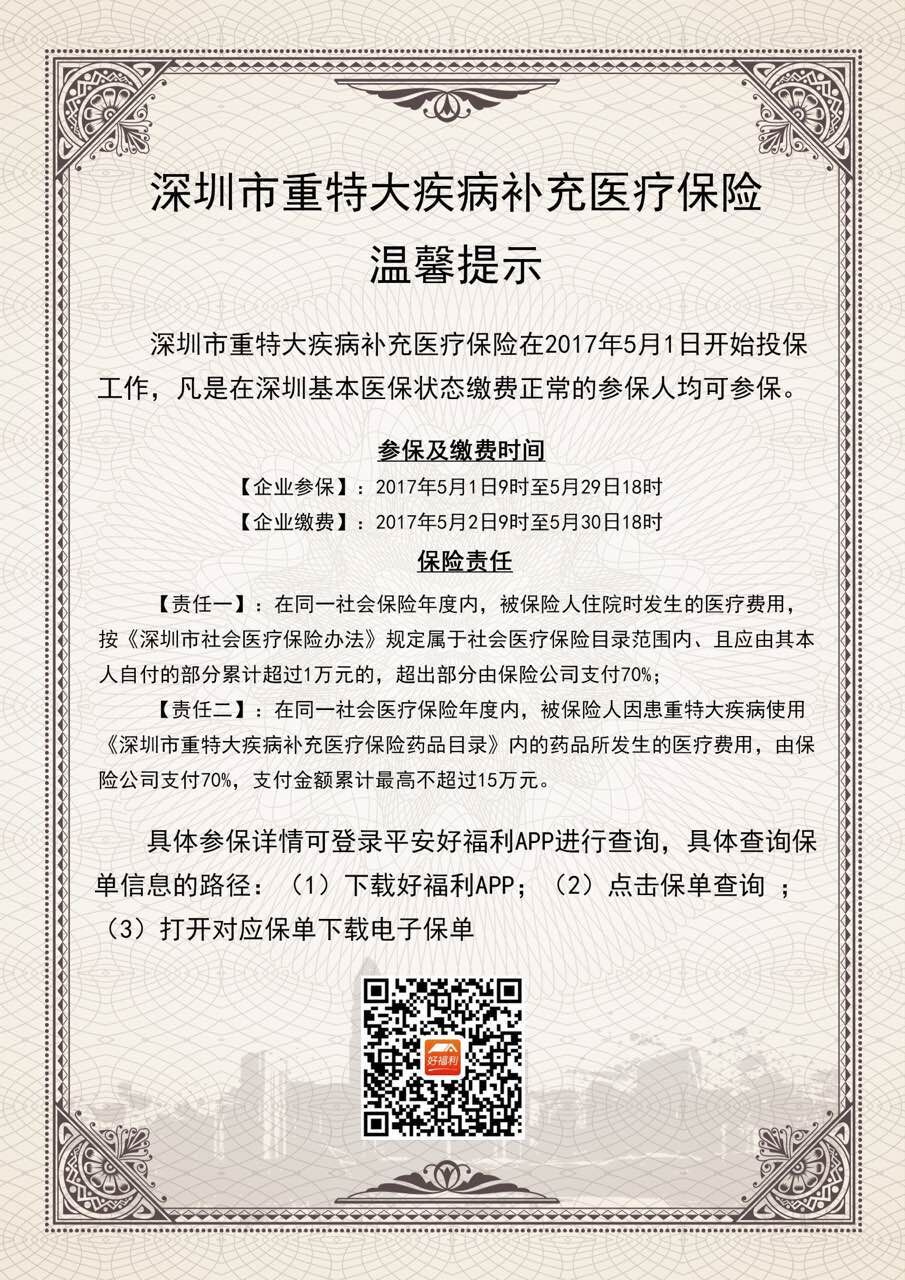 深圳市重特大疾病补充医疗保险
温馨提示
深圳市重特大疾病补充医疗保险在2017年5月1日开始投保
工作，凡是在深圳基本医保状态缴费正常的参保人均可参保。
参保及缴费时间
【企业参保】：2017年5月1日9时至5月29日18时
【企业缴费】：2017年5月2日9时至5月30日18时
保险责任
【责任一】：在同一社会保险年度内，被保险人住院时发生的医疗费用，
按《深圳市社会医疗保险办法》规定属于社会医疗保险目录范围内、且应由其本
人自付的部分累计超过1万元的，超出部分由保险公司支付70%；
【责任二】：在同一社会医疗保险年度内，被保险人因患重特大疾病使用
《深圳市重特大疾病补充医疗保险药品目录》内的药品所发生的医疗费用，由保
险公司支付70%，支付金额累计最高不超过15万元。
具体参保详情可登录平安好福利APP进行查询，具体查询保
单信息的路径：（1）下载好福利APP；（2）点击保单查询 ；
（3）打开对应保单下载电子保单
好福利